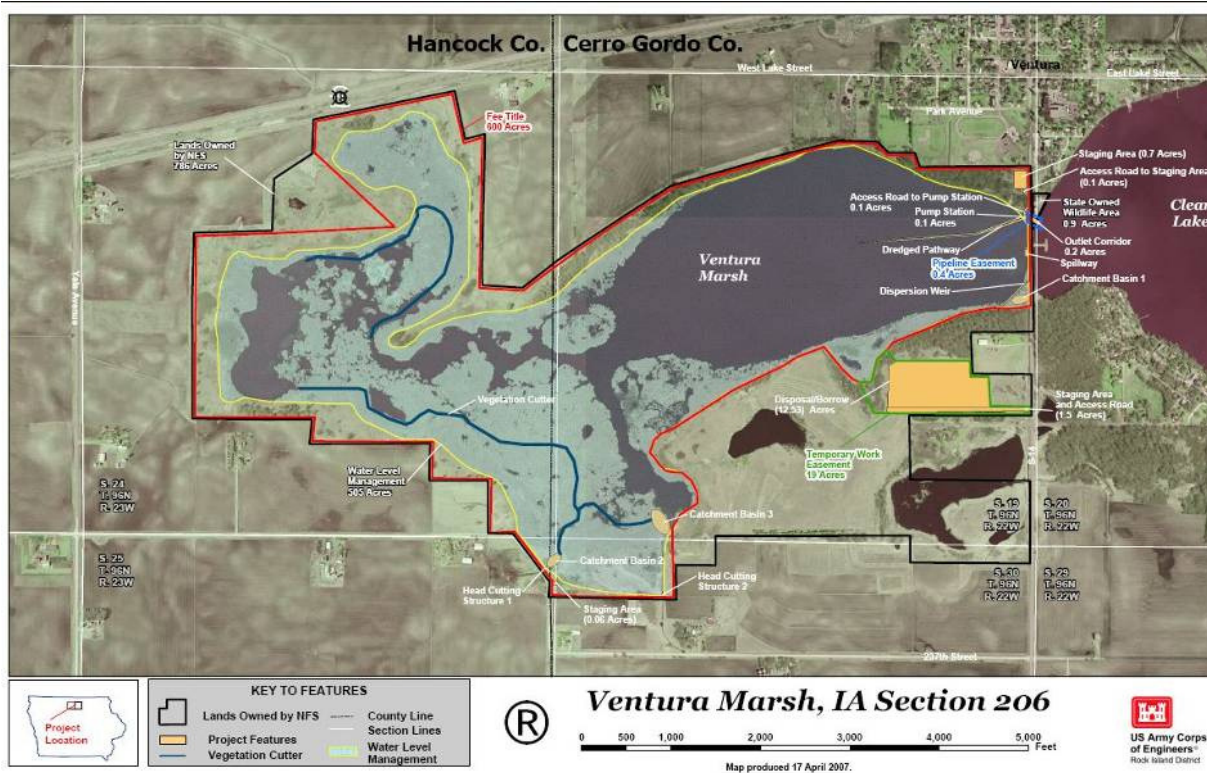 Hancock Co.
Cerro Gordo Co.
West Lake Street
Ventura
East Lake Street
Park Avenue
Fee Title
600 Acres
Lands Owned
by NFS
786 Acres
Staging Area (0.7 Acres)
Access Road to Staging Area
(0.1 Acres)
Access Road to Pump Station
0.1 Acres
Pump Station
0.1 Acres
State Owned
Wildlife Area
0.9 Acres
Clear
Lake
Outlet Corridor
0.2 Acres
Dredged Pathway
Pipeline Easement
0.4 Acres
Spillway
Ventura
Marsh
Catchment Basin 1
Dispersion Weir
Vegetation Cutter
Disposal/Borrow
(12.53) Acres
Staging Area
and Access Road
(1.5 Acres)
Temporary Work
Easement
19 Acres
Water Level
Management
505 Acres
S. 24
T. 96N
R. 23W
S. 19
T. 96N
R. 22W
S. 20
T. 96N
R. 22W
Catchment Basin 3
S. 25
T. 96N
R. 23W
Catchment Basin 2
S. 30
T. 96N
R. 22W
S. 29
T. 96N
R. 22W
Head Cutting
Structure 1
Head Cutting
Structure 2
Staging Area
(0.06 Acres)
237th Street
Project
Location
KEY TO FEATURES
Lands Owned by NFS
Project Features
Vegetation Cutter
County Line
Section Lines
Water Level
Management
®
Ventura Marsh, IA Section 206
0 500 1,000 2,000 3,000 4,000 5,000
Feet
Map produced 17 April 2007.
US Army Corps
of Engineers®
Rock Island District